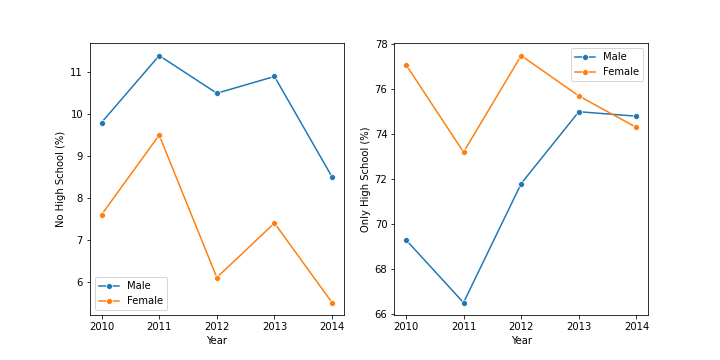 No High School (%)
11
10
9
8
7
6
Male
Female
2010 2011 2012 2013 2014
Year
Only High School (%)
78
76
74
72
70
68
66
Male
Female
2010 2011 2012 2013 2014
Year